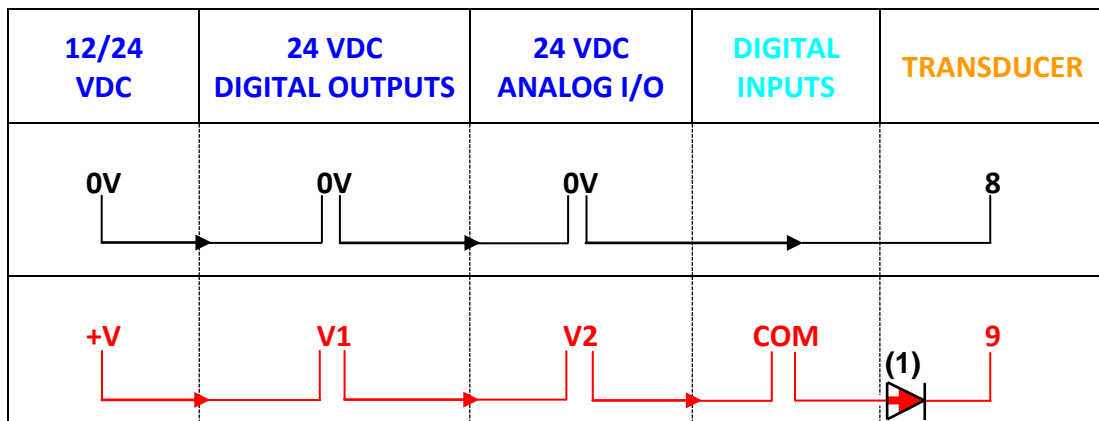 12/24
VDC
24 VDC
DIGITAL OUTPUTS
24 VDC
ANALOG I/O
DIGITAL
INPUTS
TRANSDUCER
0V
0V
0V
8
+V
V1
V2
COM
(1)
9